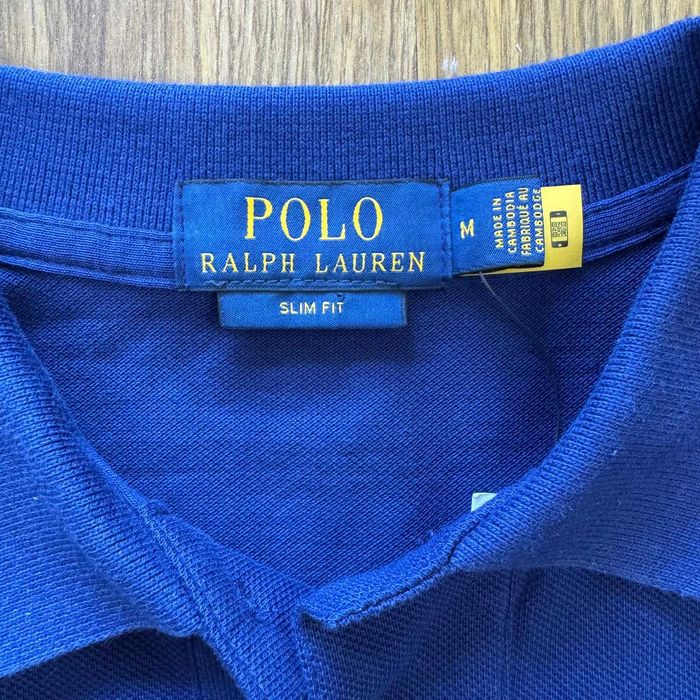 POLO
RALPH LAUREN
SLIM FIT
M
MADE IN
CAMBODIA
FABRIQUÉ AU
CAMBODGE